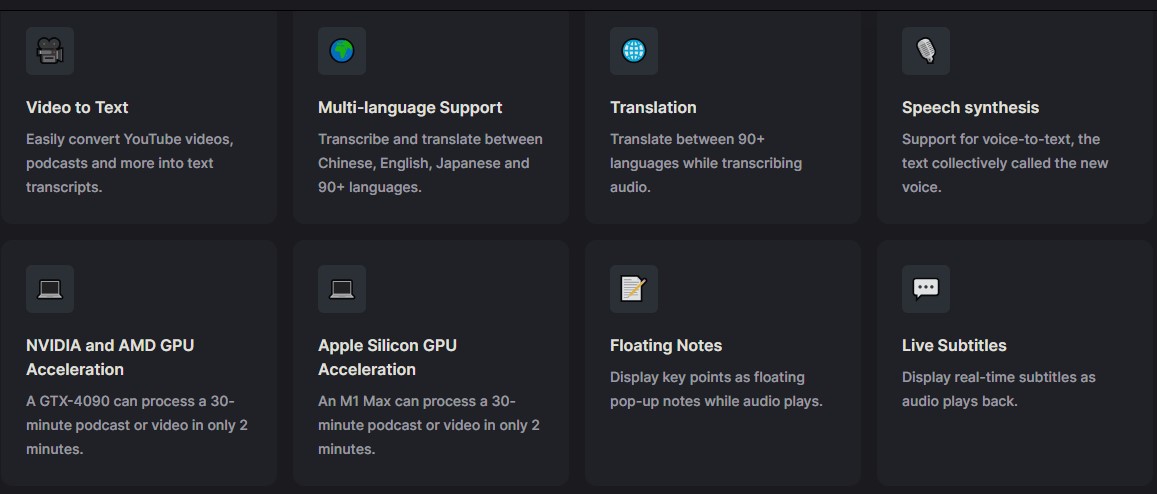 Video to Text
Easily convert YouTube videos,
podcasts and more into text
transcripts.
Multi-language Support
Transcribe and translate between
Chinese, English, Japanese and
90+ languages.
Translation
Translate between 90+
languages while transcribing
audio.
Speech synthesis
Support for voice-to-text, the
text collectively called the new
voice.
NVIDIA and AMD GPU
Acceleration
A GTX-4090 can process a 30-
minute podcast or video in only 2
minutes.
Apple Silicon GPU
Acceleration
An M1 Max can process a 30-
minute podcast or video in only 2
minutes.
Floating Notes
Display key points as floating
pop-up notes while audio plays.
Live Subtitles
Display real-time subtitles as
audio plays back.